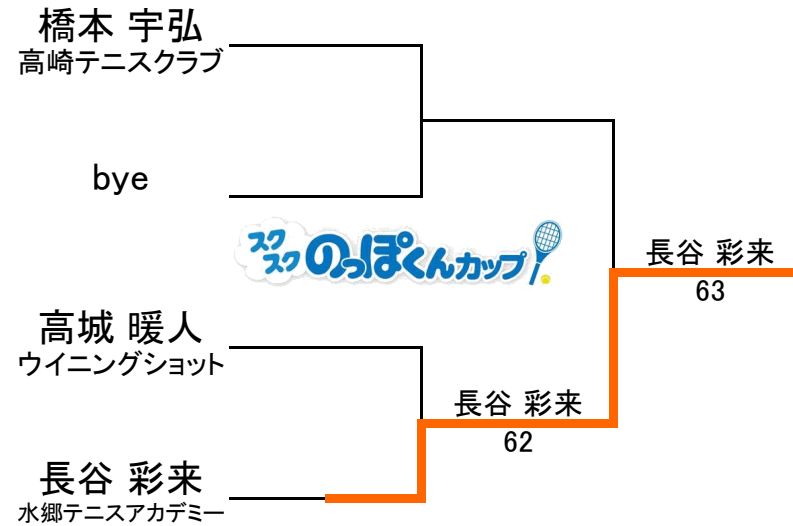 橋本 宇弘
高崎テニスクラブ
bye
スクスク のっぽくんカップ
長谷 彩来
63
高城 暖人
ウイニングショット
長谷 彩来
62
長谷 彩来
水郷テニスアカデミー